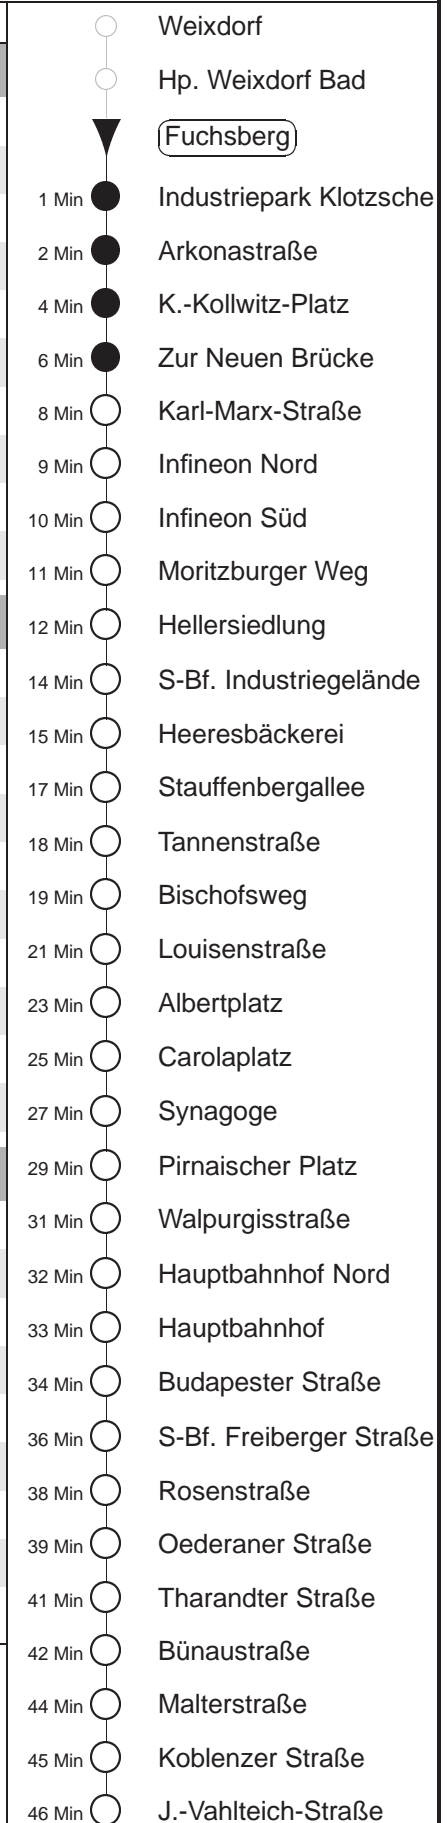 Weixdorf
Hp. Weixdorf Bad
Fuchsberg
1 Min Industriepark Klotzsche
2 Min Arkonastraße
4 Min K.-Kollwitz-Platz
6 Min Zur Neuen Brücke
8 Min Karl-Marx-Straße
9 Min Infineon Nord
10 Min Infineon Süd
11 Min Moritzburger Weg
12 Min Hellersiedlung
14 Min S-Bf. Industriegelände
15 Min Heeresbäckerei
17 Min Stauffenbergallee
18 Min Tannenstraße
19 Min Bischofsweg
21 Min Louisenstraße
23 Min Albertplatz
25 Min Carolaplatz
27 Min Synagoge
29 Min Pirnaischer Platz
31 Min Walpurgisstraße
32 Min Hauptbahnhof Nord
33 Min Hauptbahnhof
34 Min Budapester Straße
36 Min S-Bf. Freiberger Straße
38 Min Rosenstraße
39 Min Oederaner Straße
41 Min Tharandter Straße
42 Min Bünaustraße
44 Min Malterstraße
45 Min Koblenzer Straße
46 Min J.-Vahlteich-Straße